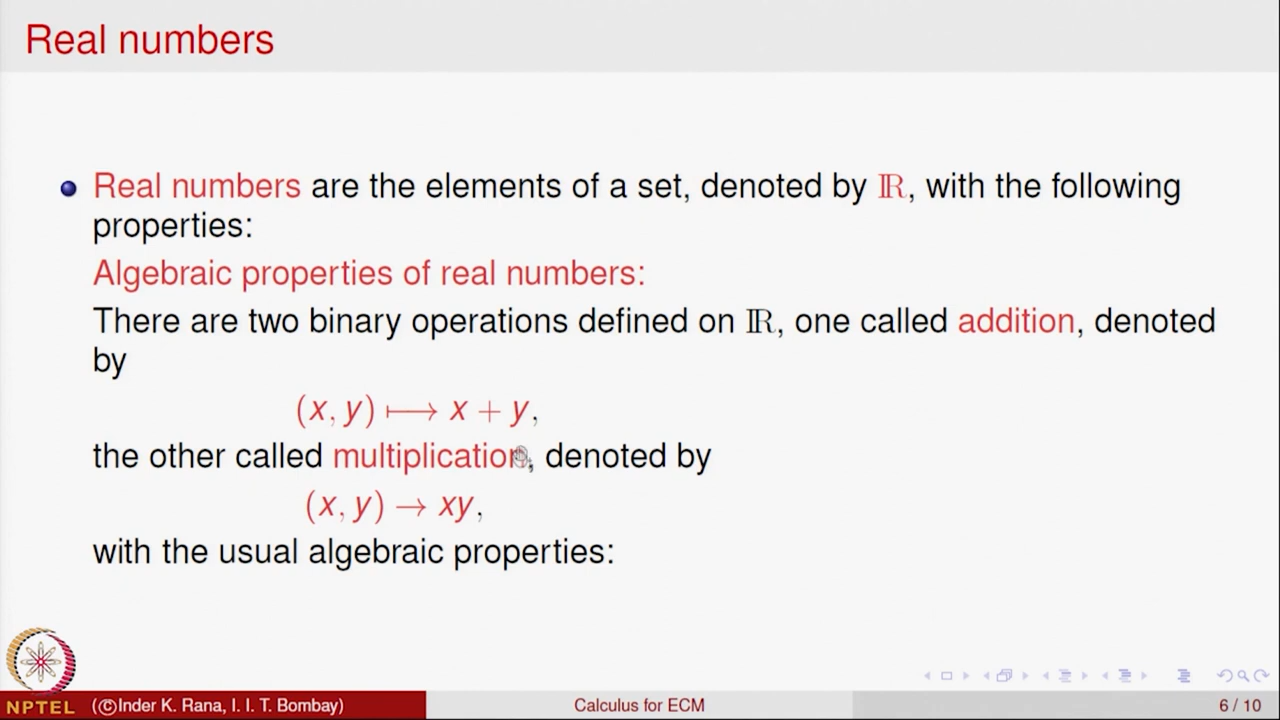 Real numbers
Real numbers are the elements of a set, denoted by ℝ, with the following
properties:
Algebraic properties of real numbers:
There are two binary operations defined on ℝ, one called addition, denoted
by
(x, y) ⟼ x + y,
the other called multiplication, denoted by
(x, y) → xy,
with the usual algebraic properties:
NPTEL
(©Inder K. Rana, I. I. T. Bombay)
Calculus for ECM
6 / 10